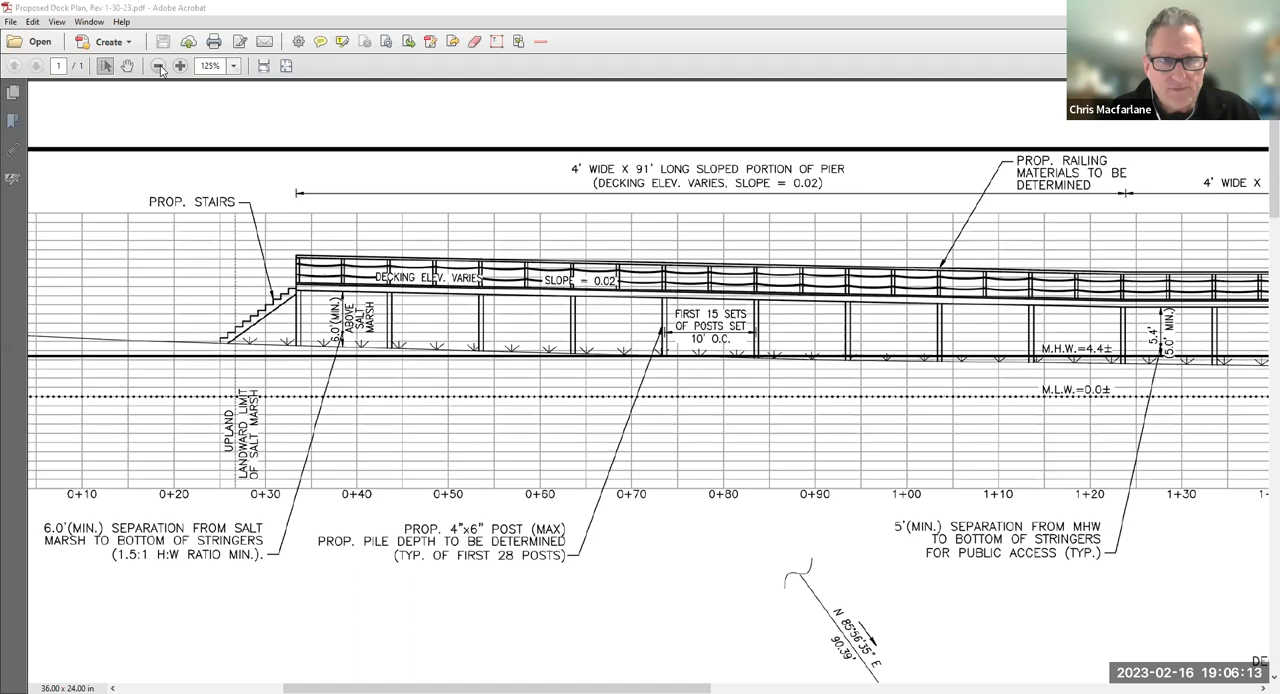 Proposed Dock Plan, Rev 1-30-23.pdf - Adobe Acrobat
File Edit View Window Help
Open Create
1 / 1 125%
Chris Macfarlane
4' WIDE X 91' LONG SLOPED PORTION OF PIER
(DECKING ELEV. VARIES, SLOPE = 0.02)
PROP. RAILING
MATERIALS TO BE
DETERMINED
4' WIDE X
PROP. STAIRS
DECKING ELEV. VARIES
SLOPE = 0.02
6.0'(MIN.)
ABOVE
SALT
MARSH
FIRST 15 SETS
OF POSTS SET
10' O.C.
5.4'
(5.0' MIN.)
M.H.W.=4.4±
M.L.W.=0.0±
UPLAND
LANDWARD LIMIT
OF SALT MARSH
0+10 0+20 0+30 0+40 0+50 0+60 0+70 0+80 0+90 1+00 1+10 1+20 1+30 1-
6.0'(MIN.) SEPARATION FROM SALT
MARSH TO BOTTOM OF STRINGERS
(1.5:1 H:W RATIO MIN.).
PROP. 4"x6" POST (MAX)
PROP. PILE DEPTH TO BE DETERMINED
(TYP. OF FIRST 28 POSTS)
5'(MIN.) SEPARATION FROM MHW
TO BOTTOM OF STRINGERS
FOR PUBLIC ACCESS (TYP.)
N 85°56'35" E
90.39'
DE
2023-02-16 19:06:13
36.00 x 24.00 in